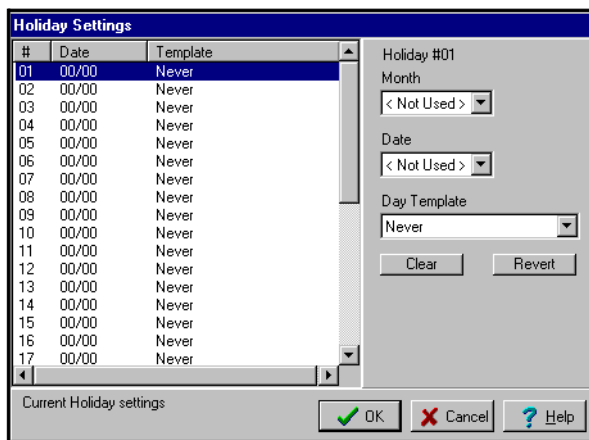 Holiday Settings
# Date Template
01 00/00 Never
02 00/00 Never
03 00/00 Never
04 00/00 Never
05 00/00 Never
06 00/00 Never
07 00/00 Never
08 00/00 Never
09 00/00 Never
10 00/00 Never
11 00/00 Never
12 00/00 Never
13 00/00 Never
14 00/00 Never
15 00/00 Never
16 00/00 Never
17 00/00 Never
Holiday #01
Month
< Not Used >
Date
< Not Used >
Day Template
Never
Clear Revert
Current Holiday settings
OK Cancel Help